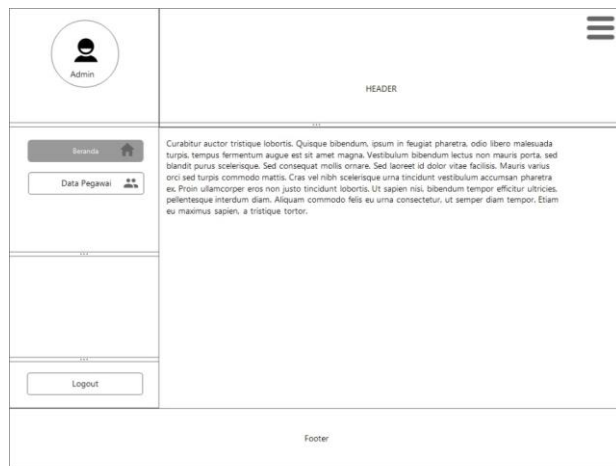 Admin
HEADER
Beranda
Data Pegawai
Curabitur auctor tristique lobortis. Quisque bibendum, ipsum in feugiat pharetra, odio libero malesuada
turpis, tempus fermentum augue est sit amet magna. Vestibulum bibendum lectus non mauris porta, sed
blandit purus scelerisque. Sed consequat mollis ornare. Sed laoreet id dolor vitae facilisis. Mauris varius
orci sed turpis commodo mattis. Cras vel nibh scelerisque urna tincidunt vestibulum accumsan pharetra
ex. Proin ullamcorper eros non justo tincidunt lobortis. Ut sapien nisi, bibendum tempor efficitur ultricies,
pellentesque interdum diam. Aliquam commodo felis eu urna consectetur, ut semper diam tempor. Etiam
eu maximus sapien, a tristique tortor.
Logout
Footer